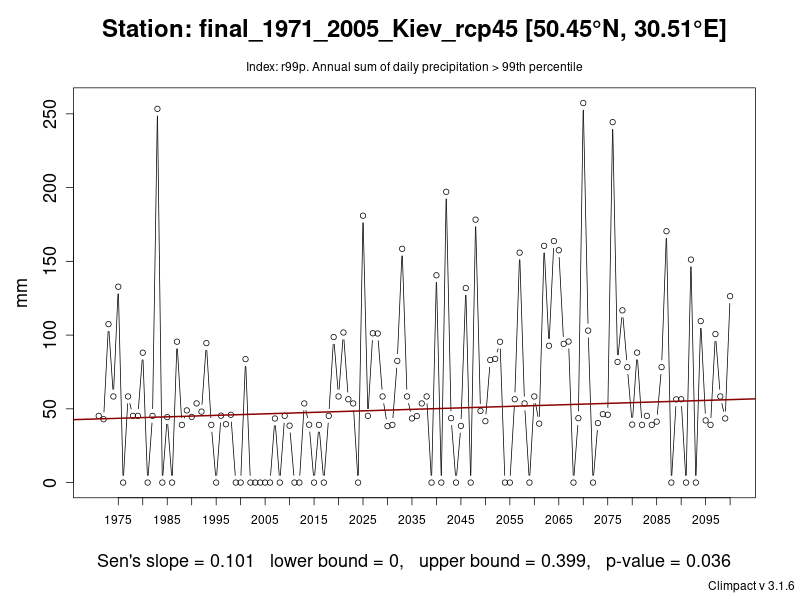 Station: final_1971_2005_Kiev_rcp45 [50.45°N, 30.51°E]
Index: r99p. Annual sum of daily precipitation > 99th percentile
250
200
150
100
50
0
mm
1975 1985 1995 2005 2015 2025 2035 2045 2055 2065 2075 2085 2095
Sen's slope = 0.101 lower bound = 0, upper bound = 0.399, p-value = 0.036
Climpact v 3.1.6